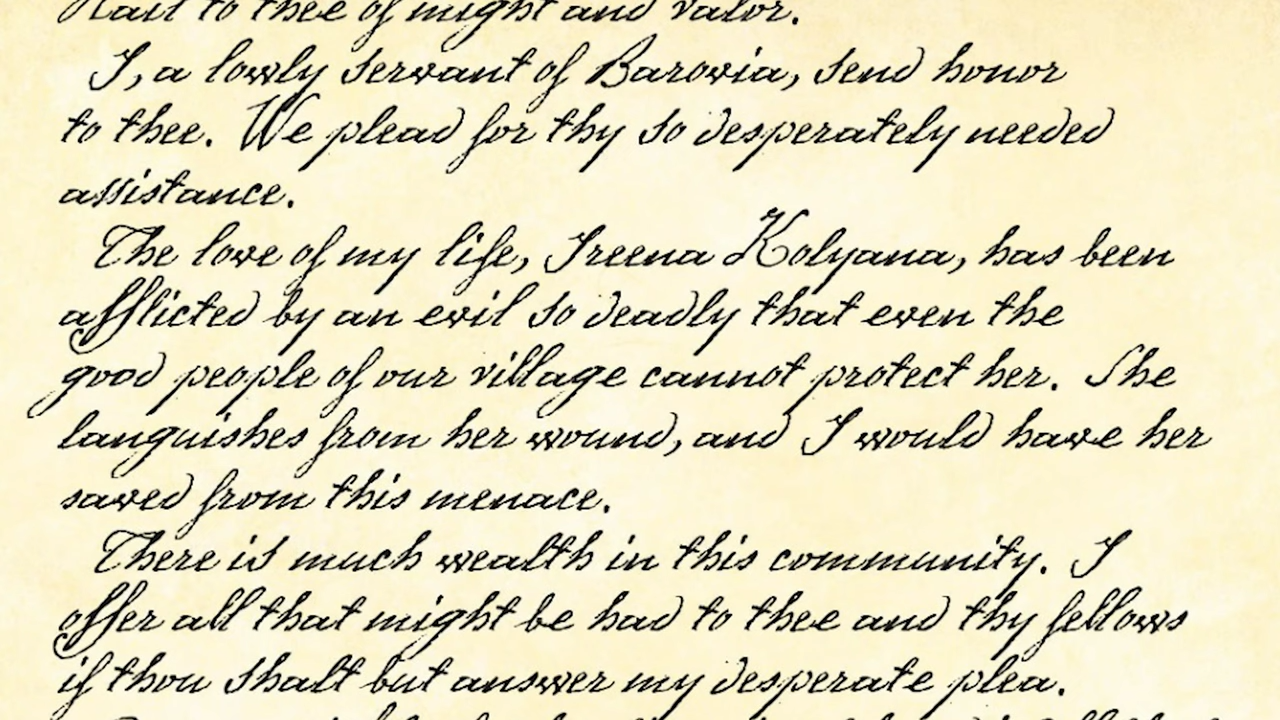 Hail to thee of might and valor.
I, a lowly servant of Barovia, send honor
to thee. We plead for thy so desperately needed
assistance.
The love of my life, Ireena Kolyana, has been
afflicted by an evil so deadly that even the
good people of our village cannot protect her. She
languishes from her wound, and I would have her
saved from this menace.
There is much wealth in this community. I
offer all that might be had to thee and thy fellows
if thou shalt but answer my desperate plea.